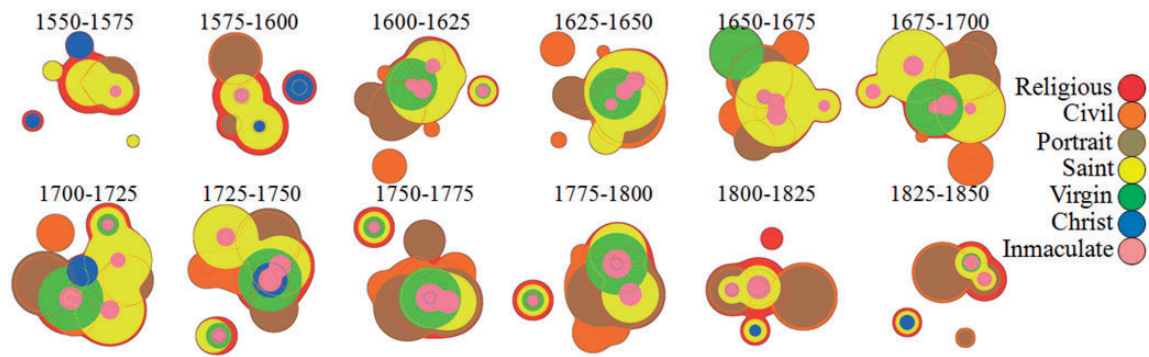 1550-1575
1575-1600
1600-1625
1625-1650
1650-1675
1675-1700
Religious
Civil
Portrait
Saint
Virgin
Christ
Inmaculate
1700-1725
1725-1750
1750-1775
1775-1800
1800-1825
1825-1850